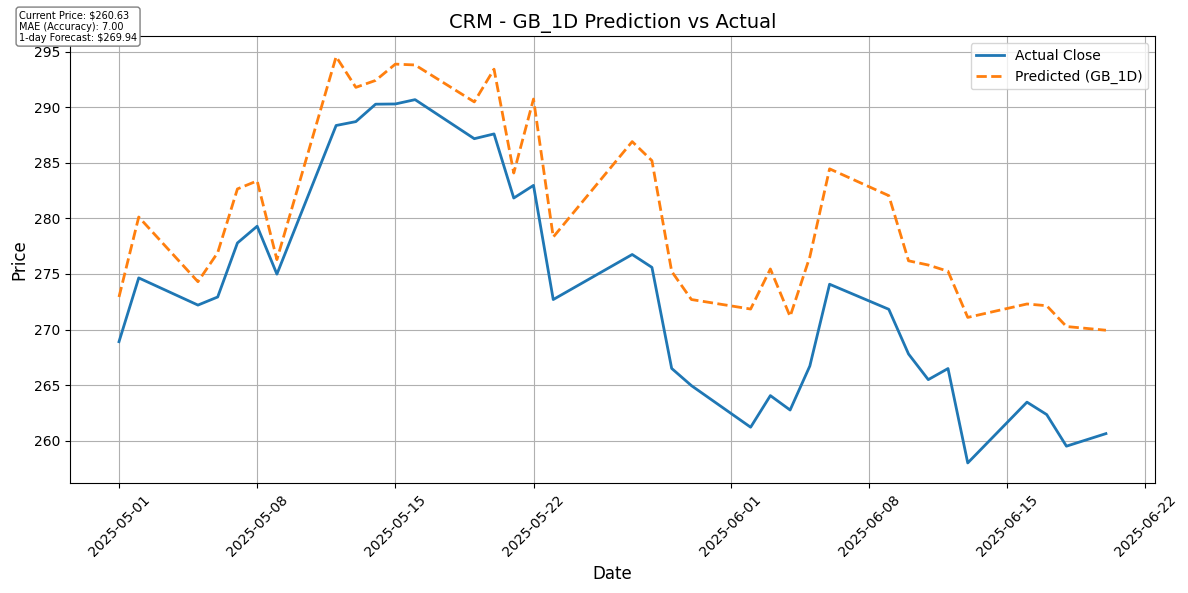 CRM - GB_1D Prediction vs Actual
Current Price: $260.63
MAE (Accuracy): 7.00
1-day Forecast: $269.94
Actual Close
Predicted (GB_1D)
Price
295
290
285
280
275
270
265
260
2025-05-01
2025-05-08
2025-05-15
2025-05-22
2025-06-01
2025-06-08
2025-06-15
2025-06-22
Date